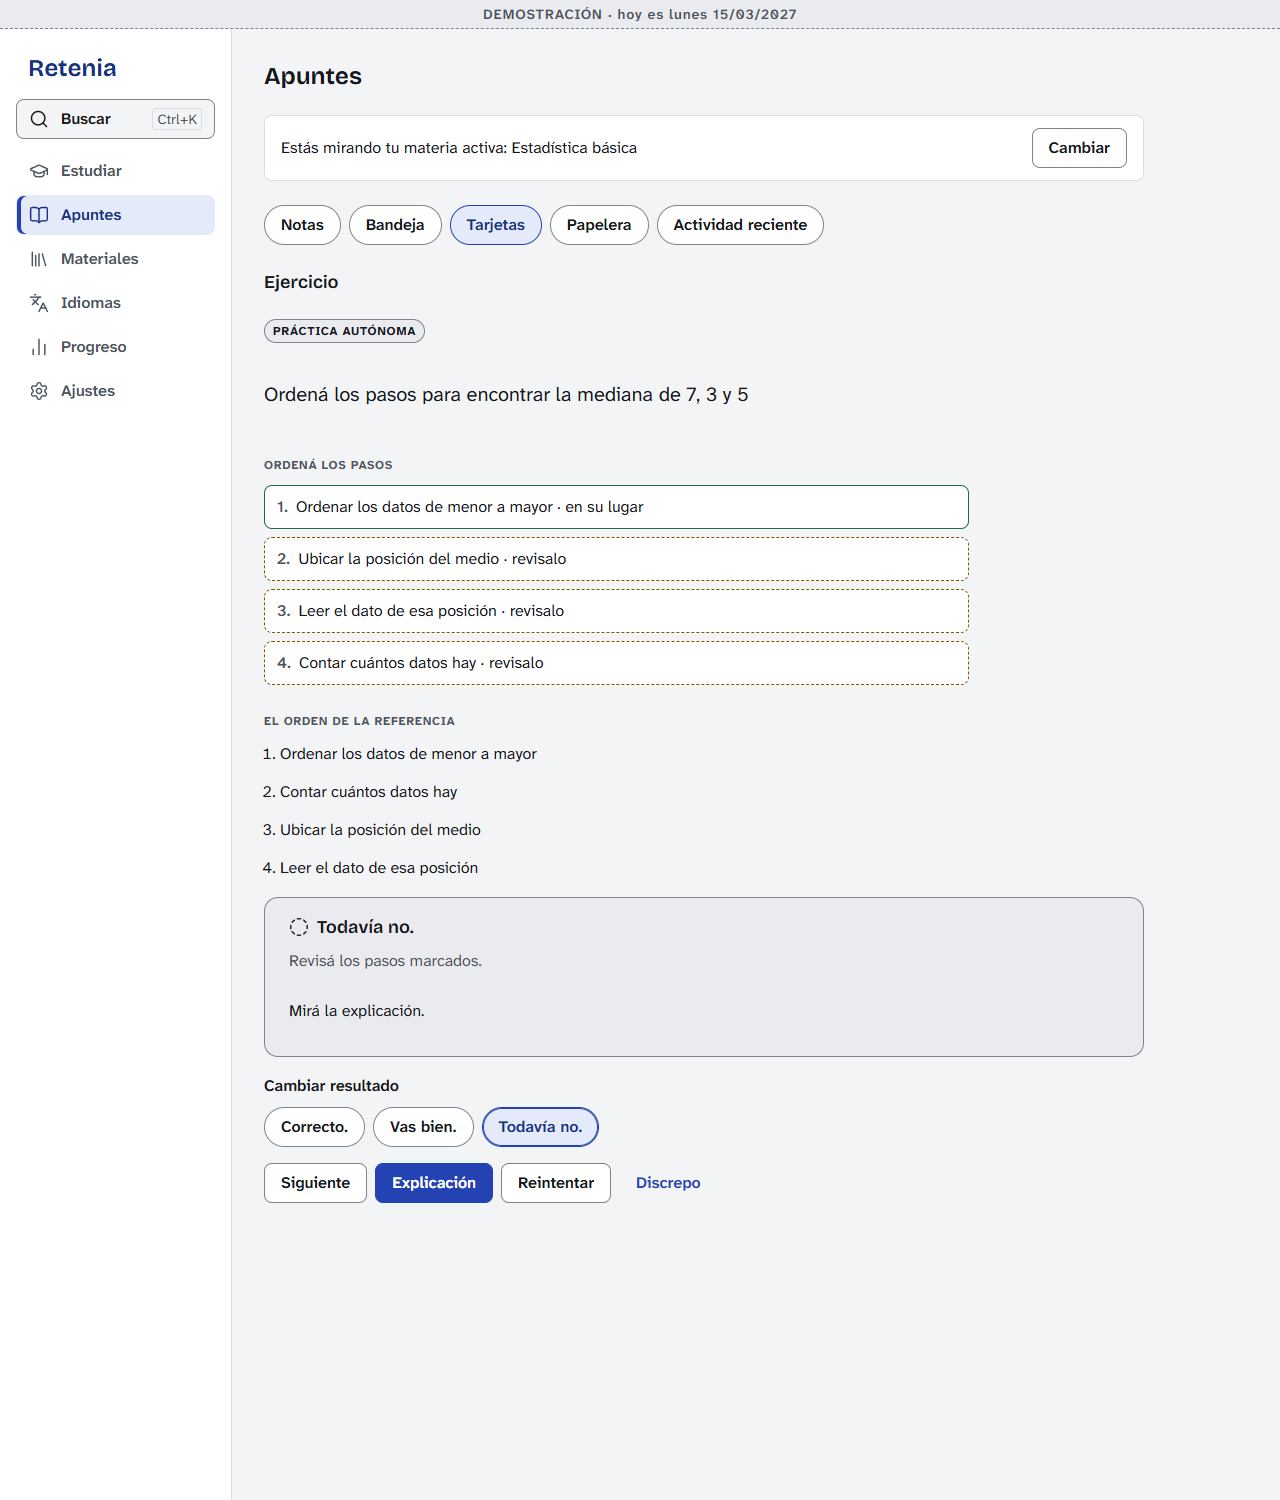 DEMOSTRACIÓN · hoy es lunes 15/03/2027
Retenia
Buscar Ctrl+K
Estudiar
Apuntes
Materiales
Idiomas
Progreso
Ajustes
Apuntes
Estás mirando tu materia activa: Estadística básica
Cambiar
Notas Bandeja Tarjetas Papelera Actividad reciente
Ejercicio
PRÁCTICA AUTÓNOMA
Ordená los pasos para encontrar la mediana de 7, 3 y 5
ORDENÁ LOS PASOS
1. Ordenar los datos de menor a mayor · en su lugar
2. Ubicar la posición del medio · revisalo
3. Leer el dato de esa posición · revisalo
4. Contar cuántos datos hay · revisalo
EL ORDEN DE LA REFERENCIA
1. Ordenar los datos de menor a mayor
2. Contar cuántos datos hay
3. Ubicar la posición del medio
4. Leer el dato de esa posición
Todavía no.
Revisá los pasos marcados.
Mirá la explicación.
Cambiar resultado
Correcto. Vas bien. Todavía no.
Siguiente Explicación Reintentar Discrepo